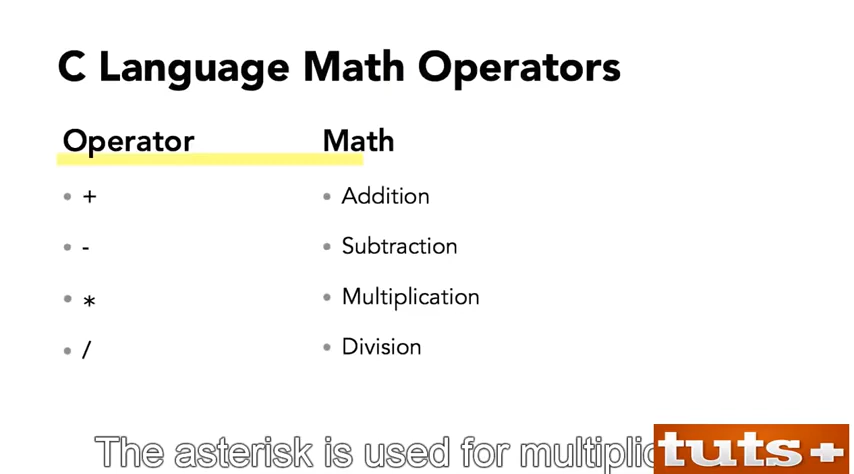 C Language Math Operators
Operator Math
• + • Addition
• - • Subtraction
• * • Multiplication
• / • Division
The asterisk is used for
tuts+